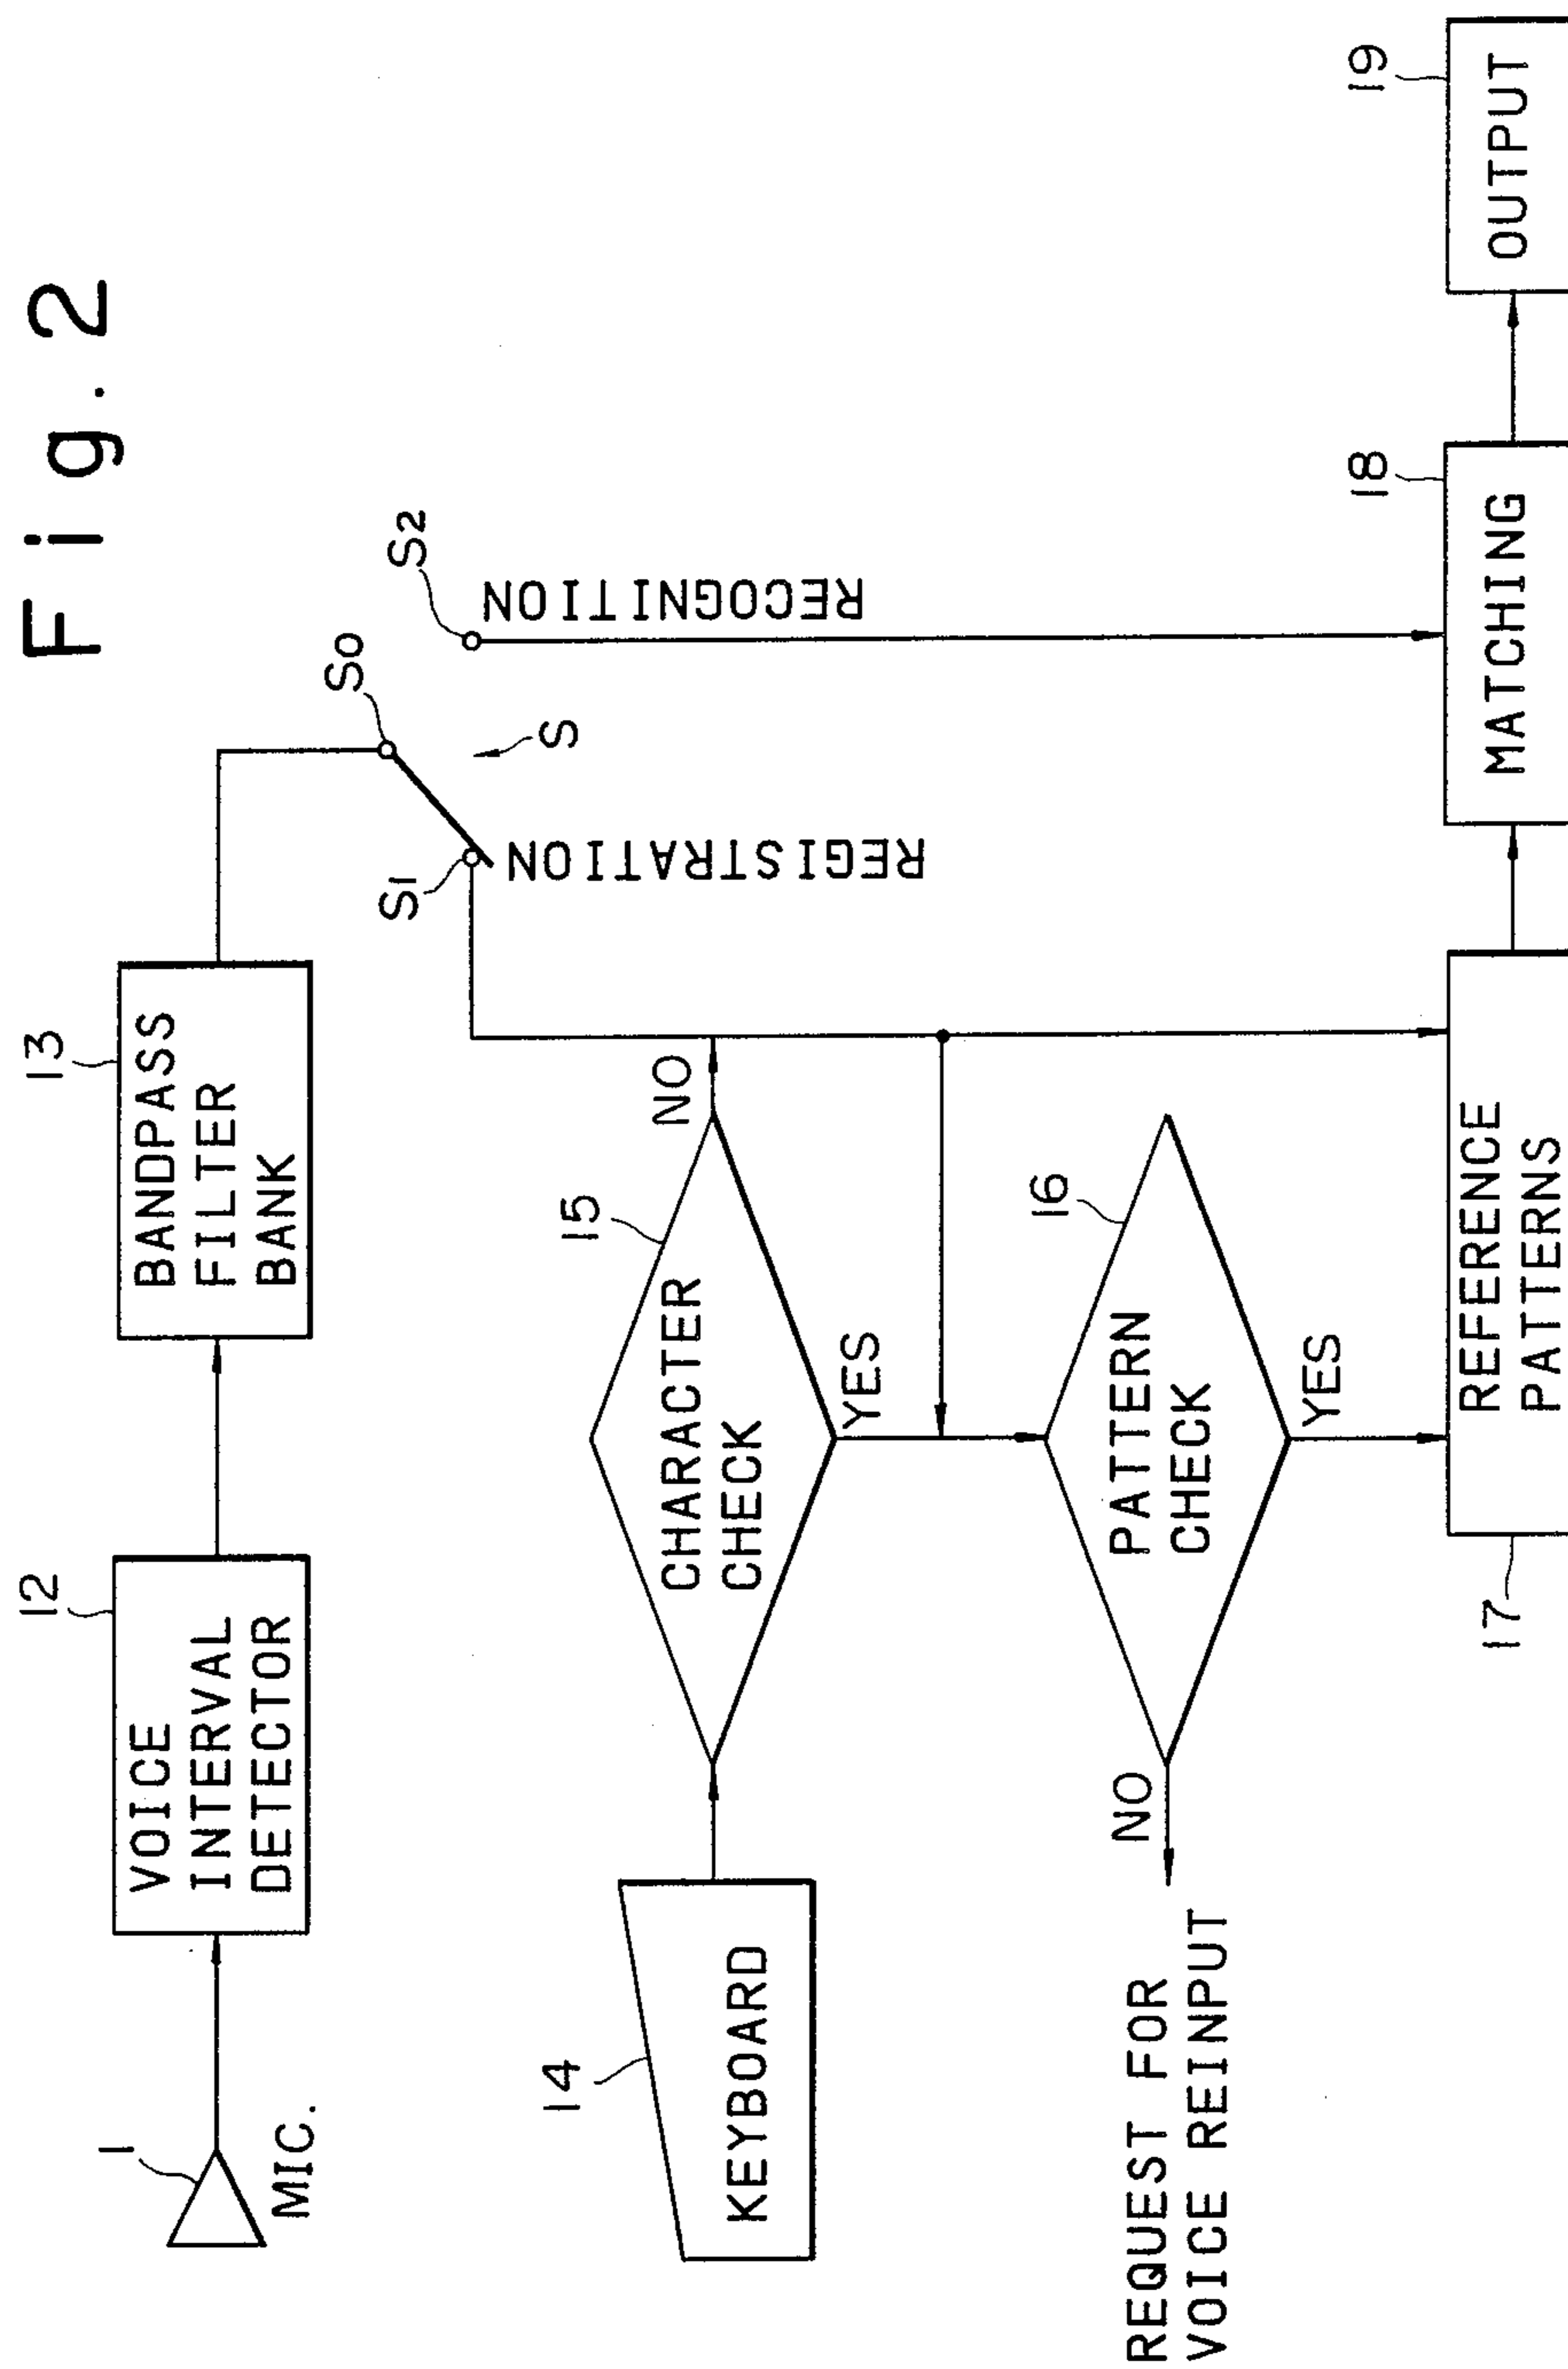 Fig. 2
1
MIC.
12
VOICE
INTERVAL
DETECTOR
13
BANDPASS
FILTER
BANK
S0
S1
S2
S
REGISTRATION
RECOGNITION
14
KEYBOARD
15
CHARACTER
CHECK
NO
YES
16
PATTERN
CHECK
NO
YES
REQUEST FOR
VOICE REINPUT
17
REFERENCE
PATTERNS
18
MATCHING
19
OUTPUT